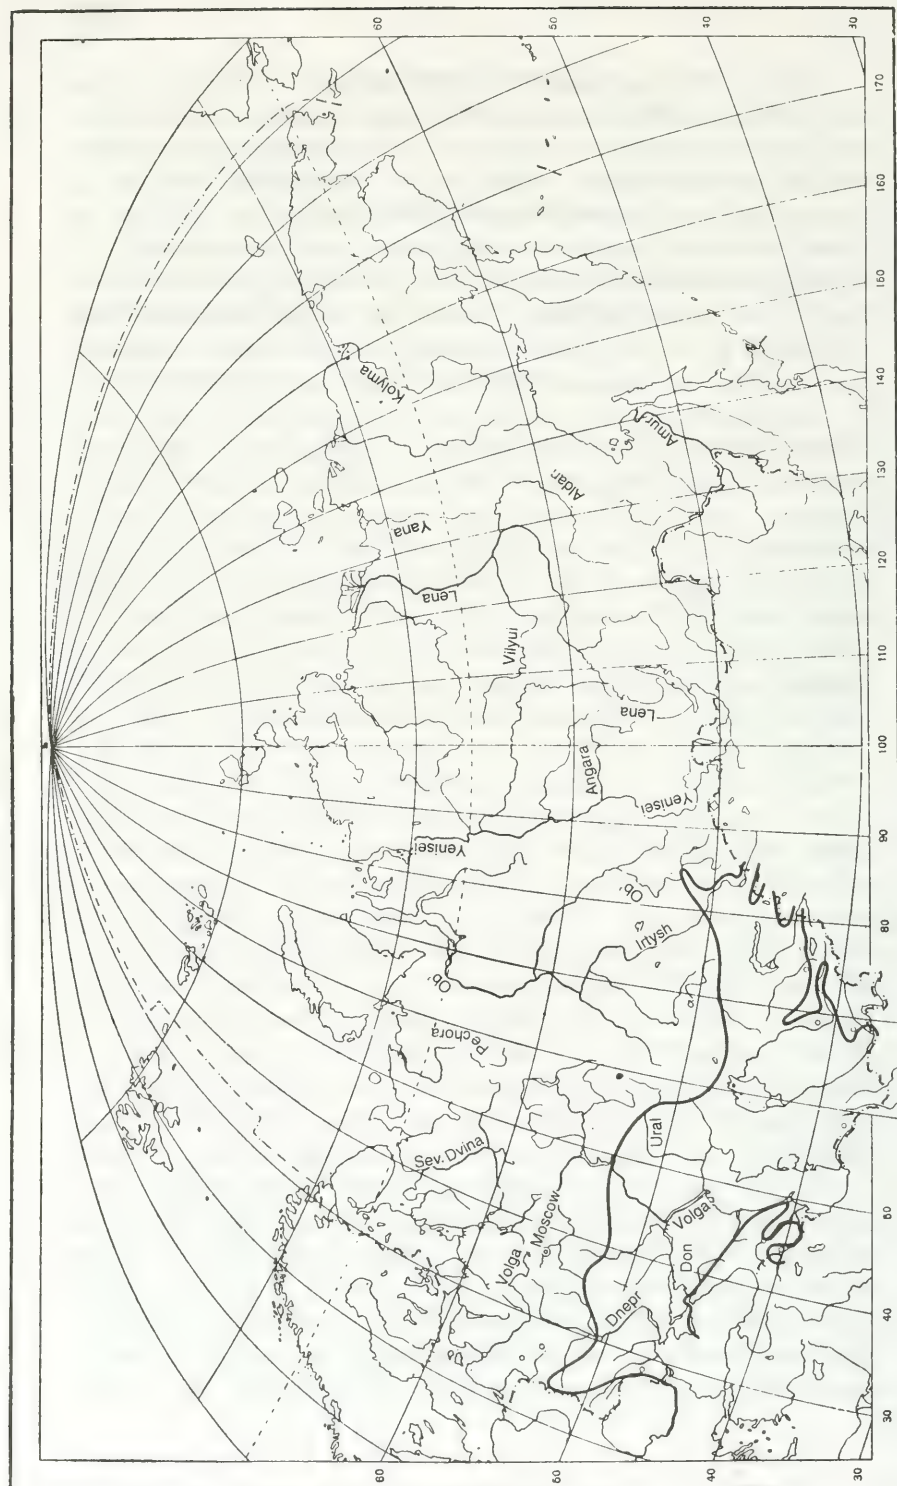 60
50
40
30
170
160
150
140
130
120
110
100
90
80
50
40
30
60
50
40
30
Kolyma
Amur
Aldan
Yana
Lena
Vilyui
Lena
Angara
Yenisei
Yenisei
Ob'
Irtysh
Ob'
Pechora
Ural
Sev. Dvina
Moscow
Volga
Volga
Don
Dnepr